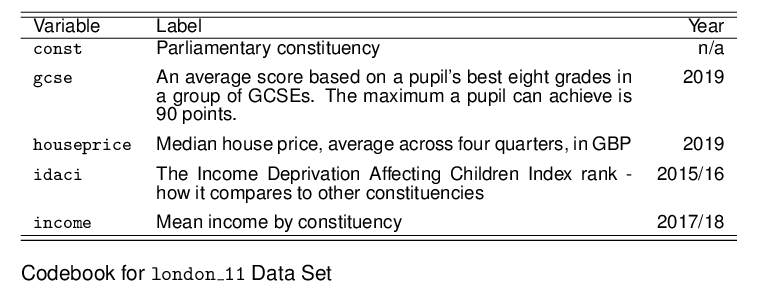 Variable Label Year
const Parliamentary constituency n/a
gcse An average score based on a pupil's best eight grades in 2019
a group of GCSEs. The maximum a pupil can achieve is
90 points.
houseprice Median house price, average across four quarters, in GBP 2019
idaci The Income Deprivation Affecting Children Index rank - 2015/16
how it compares to other constituencies
income Mean income by constituency 2017/18
Codebook for london_11 Data Set